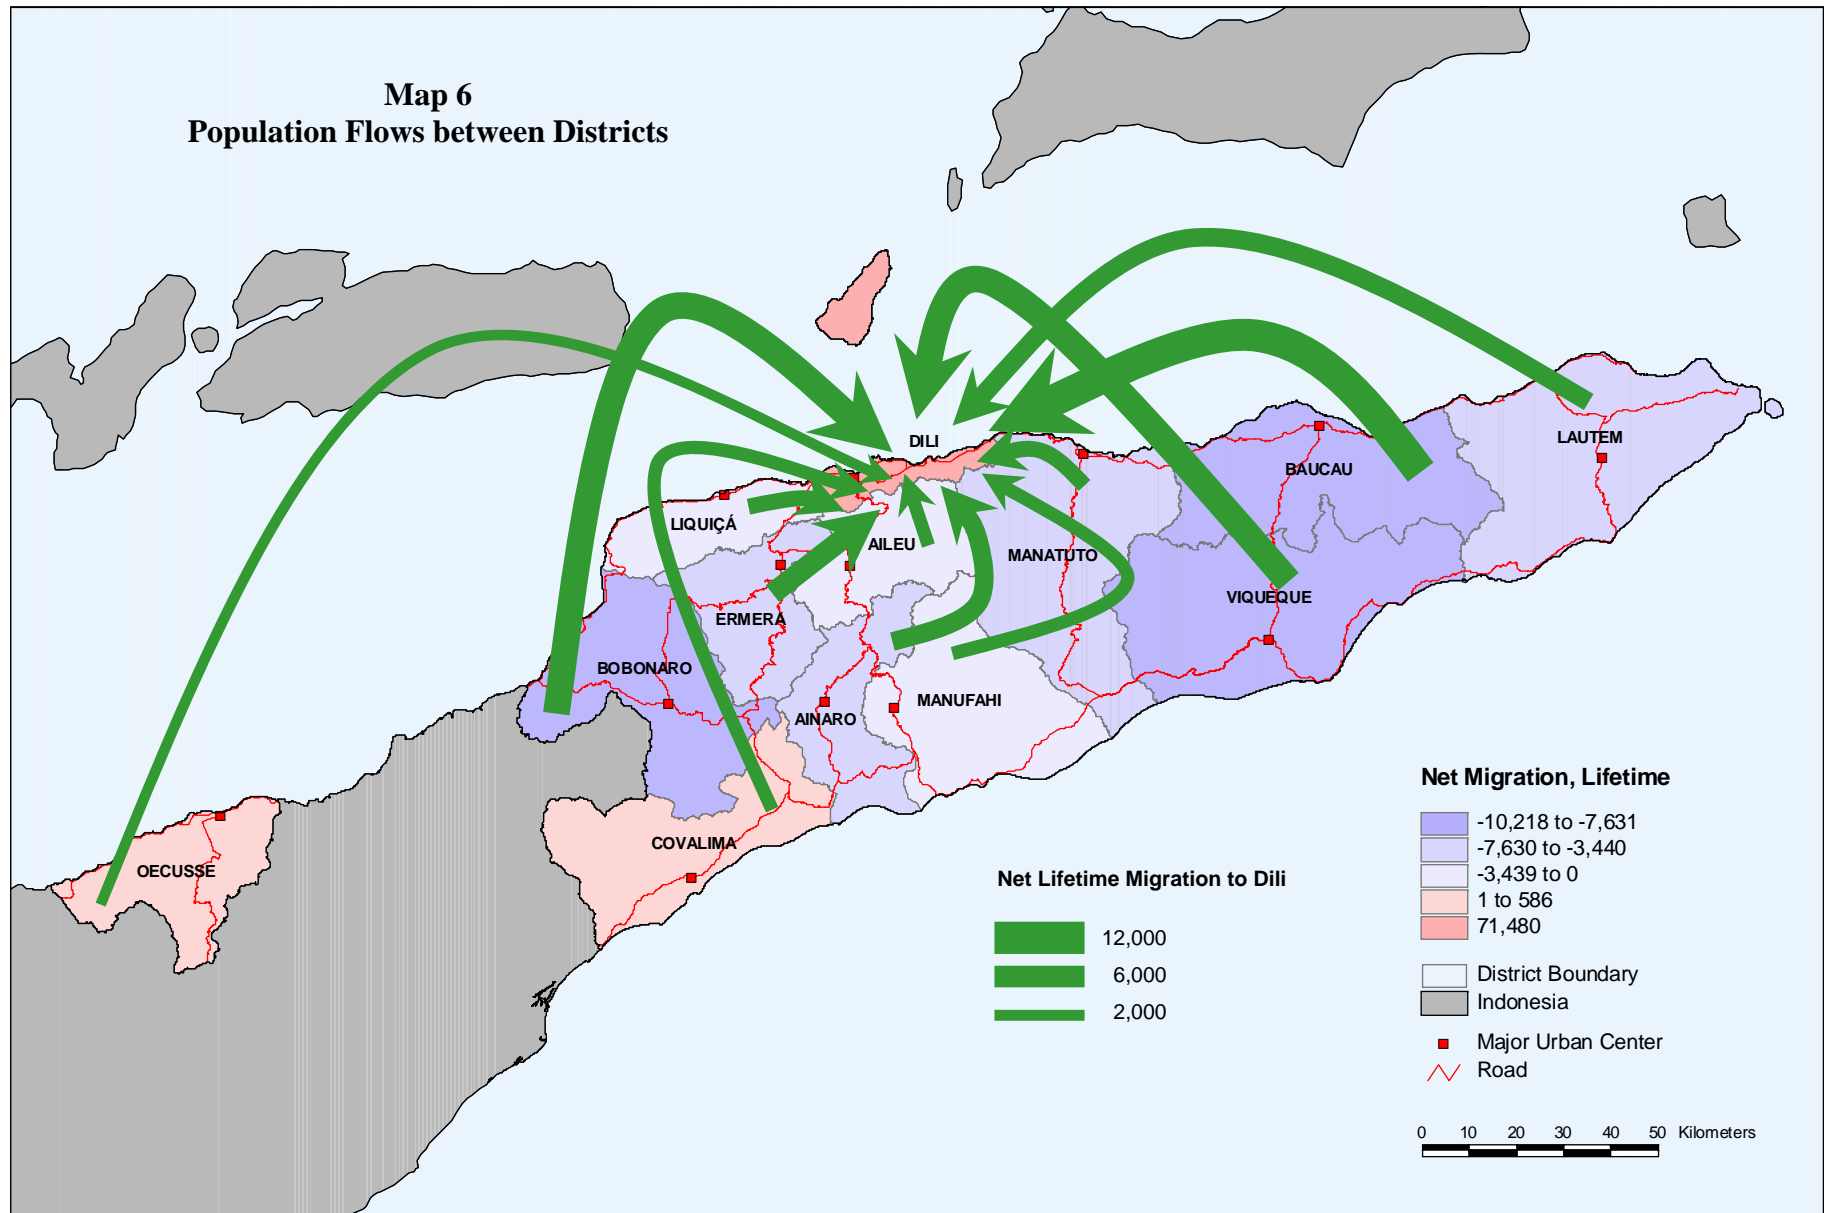 Map 6
Population Flows between Districts
DILI
LAUTEM
BAUCAU
LIQUIÇÁ
AILEU
MANATUTO
VIQUEQUE
ERMERA
BOBONARO
MANUFAHI
AINARO
COVALIMA
OECUSSE
Net Lifetime Migration to Dili
12,000
6,000
2,000
Net Migration, Lifetime
-10,218 to -7,631
-7,630 to -3,440
-3,439 to 0
1 to 586
71,480
District Boundary
Indonesia
Major Urban Center
Road
0 10 20 30 40 50 Kilometers